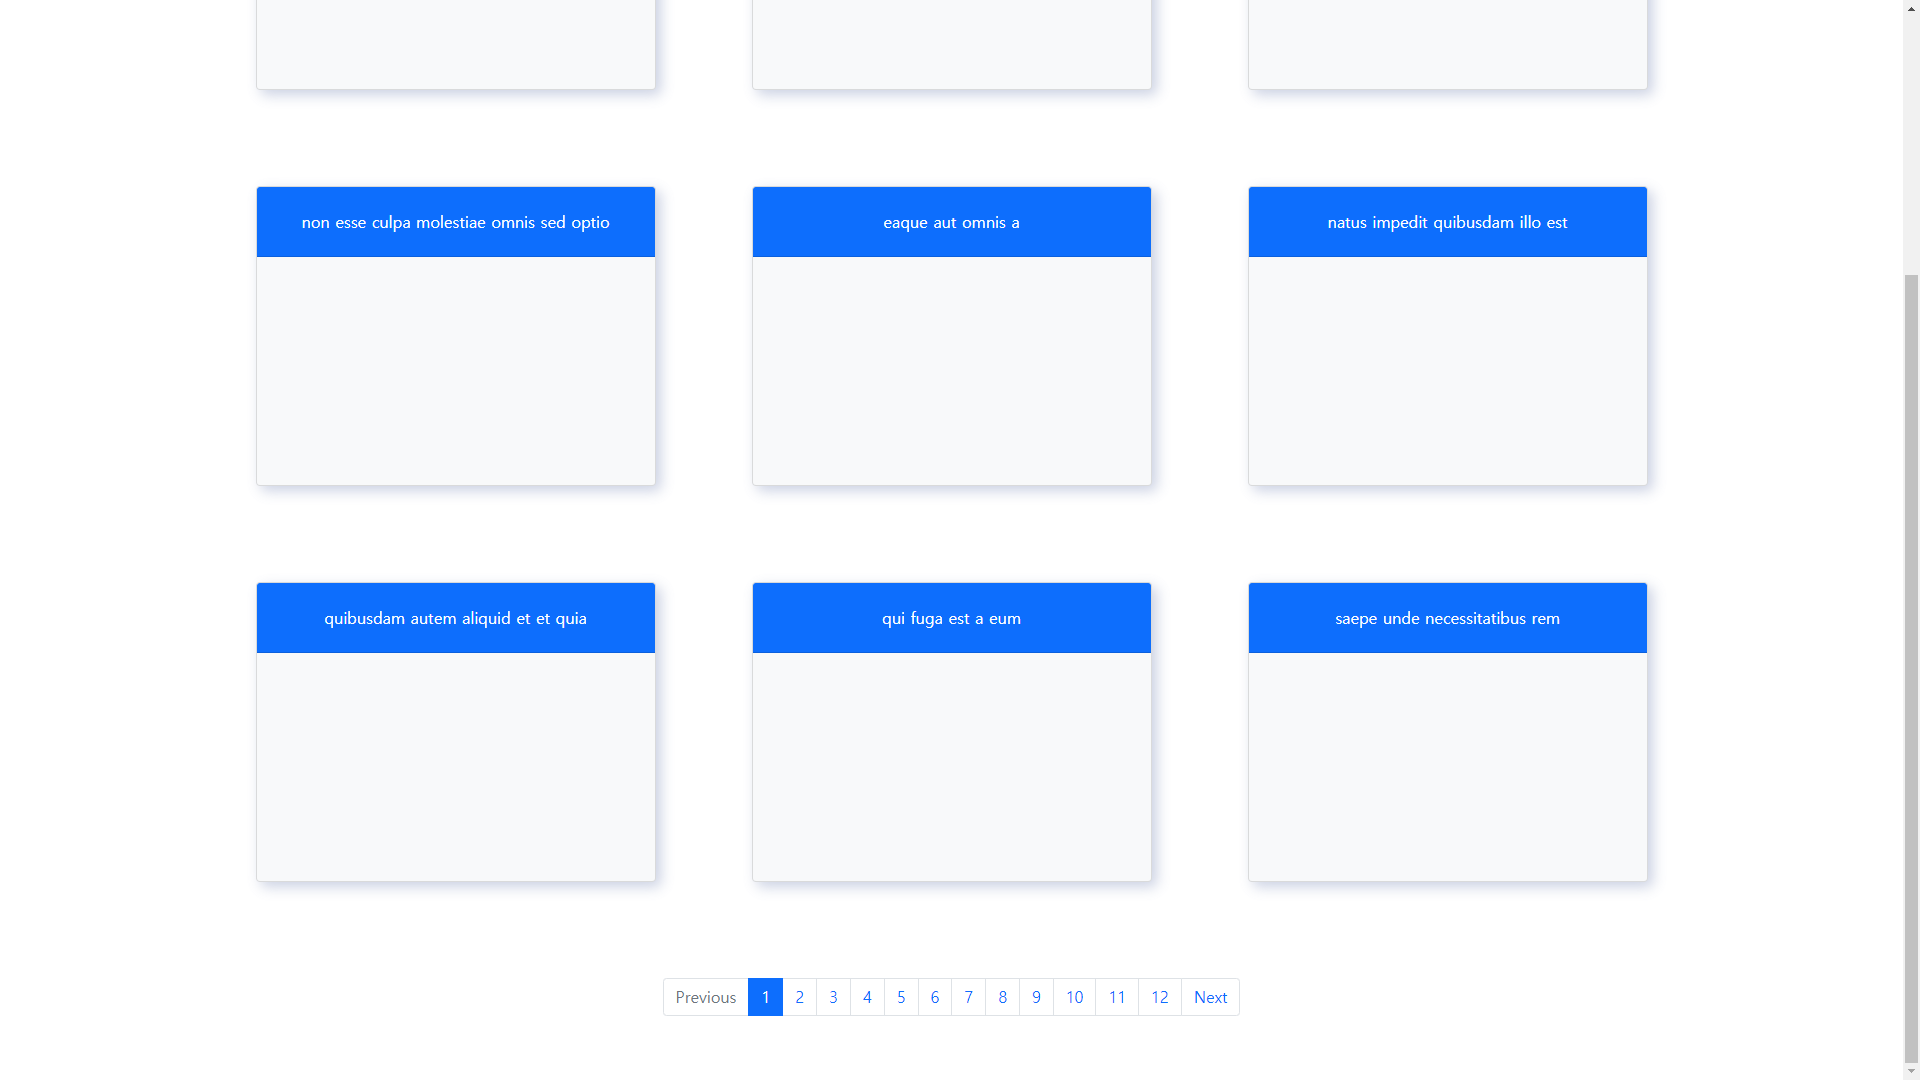 non esse culpa molestiae omnis sed optio
eaque aut omnis a
natus impedit quibusdam illo est
quibusdam autem aliquid et et quia
qui fuga est a eum
saepe unde necessitatibus rem
Previous 1 2 3 4 5 6 7 8 9 10 11 12 Next